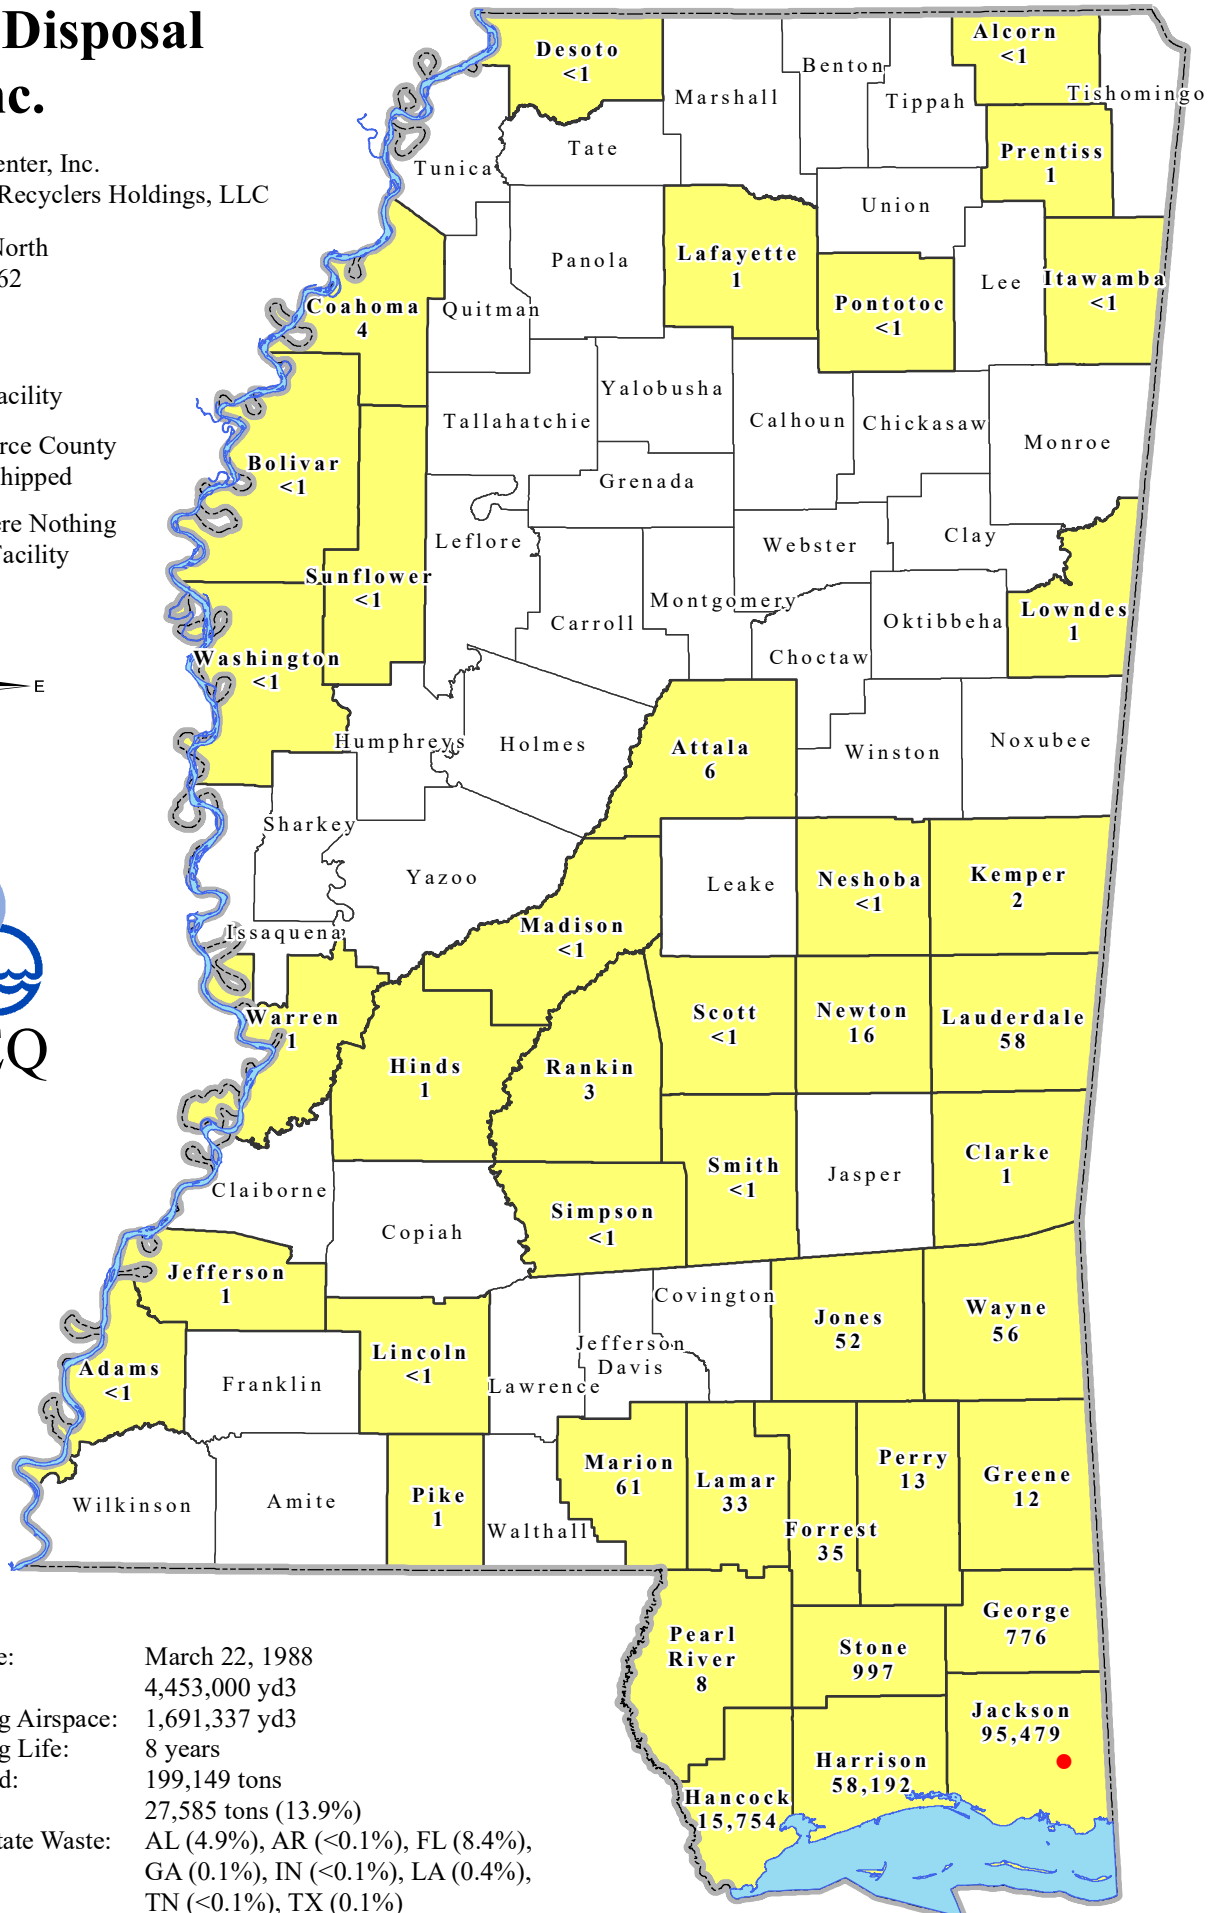 Disposal
nc.
enter, Inc.
Recyclers Holdings, LLC
North
62
acility
rce County
hipped
ere Nothing
Facility
E
CQ
Desoto
<1
Marshall
Benton
Tippah
Alcorn
<1
Tishomingo
Tunica
Tate
Prentiss
1
Union
Panola
Lafayette
1
Pontotoc
<1
Lee
Itawamba
<1
Coahoma
4
Quitman
Yalobusha
Tallahatchie
Calhoun
Chickasaw
Monroe
Bolivar
<1
Grenada
Sunflower
<1
Leflore
Webster
Clay
Montgomery
Carroll
Oktibbeha
Lowndes
1
Choctaw
Washington
<1
Humphreys
Holmes
Attala
6
Winston
Noxubee
Sharkey
Yazoo
Leake
Neshoba
<1
Kemper
2
Issaquena
Madison
<1
Warren
1
Hinds
1
Rankin
3
Scott
<1
Newton
16
Lauderdale
58
Claiborne
Copiah
Simpson
<1
Smith
<1
Jasper
Clarke
1
Jefferson
1
Adams
<1
Franklin
Lincoln
<1
Lawrence
Jefferson
Davis
Covington
Jones
52
Wayne
56
Wilkinson
Amite
Pike
1
Walthall
Marion
61
Lamar
33
Forrest
35
Perry
13
Greene
12
Pearl
River
8
Stone
997
George
776
Hancock
15,754
Harrison
58,192
Jackson
95,479
e: March 22, 1988
4,453,000 yd3
g Airspace: 1,691,337 yd3
g Life: 8 years
d: 199,149 tons
27,585 tons (13.9%)
tate Waste: AL (4.9%), AR (<0.1%), FL (8.4%),
GA (0.1%), IN (<0.1%), LA (0.4%),
TN (<0.1%), TX (0.1%)